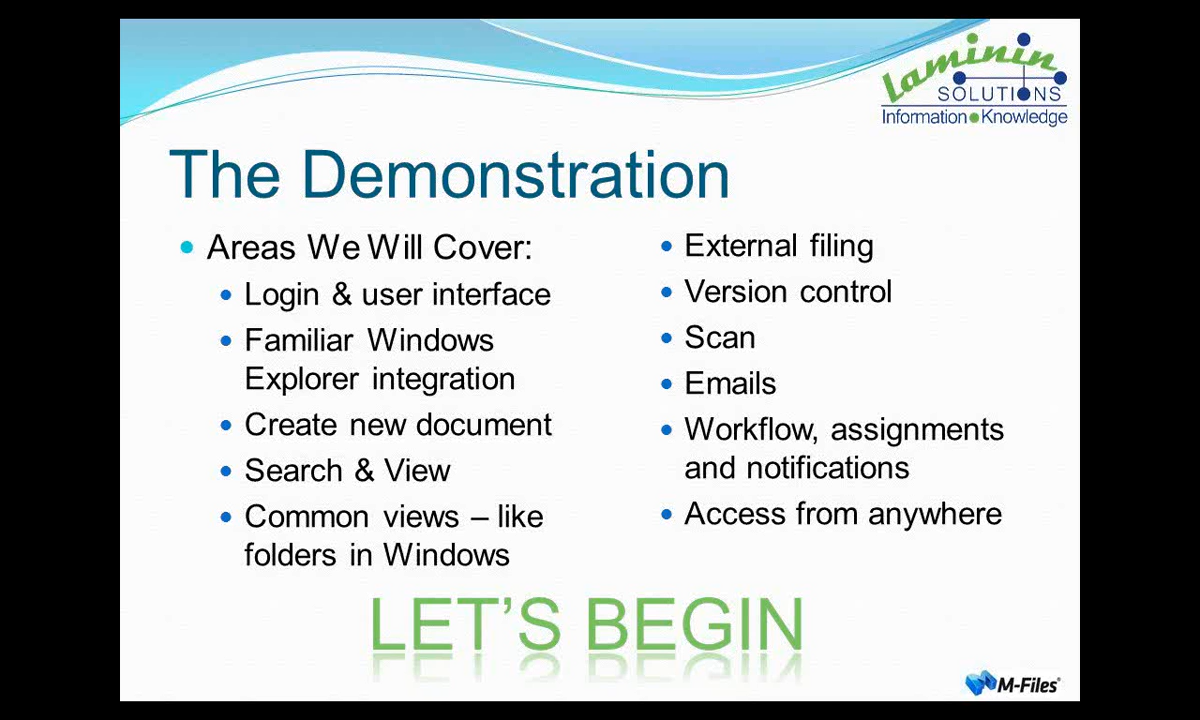 Laminin
SOLUTIONS
Information Knowledge
The Demonstration
Areas We Will Cover:
Login & user interface
Familiar Windows
Explorer integration
Create new document
Search & View
Common views – like
folders in Windows
External filing
Version control
Scan
Emails
Workflow, assignments
and notifications
Access from anywhere
LET’S BEGIN
M-Files®